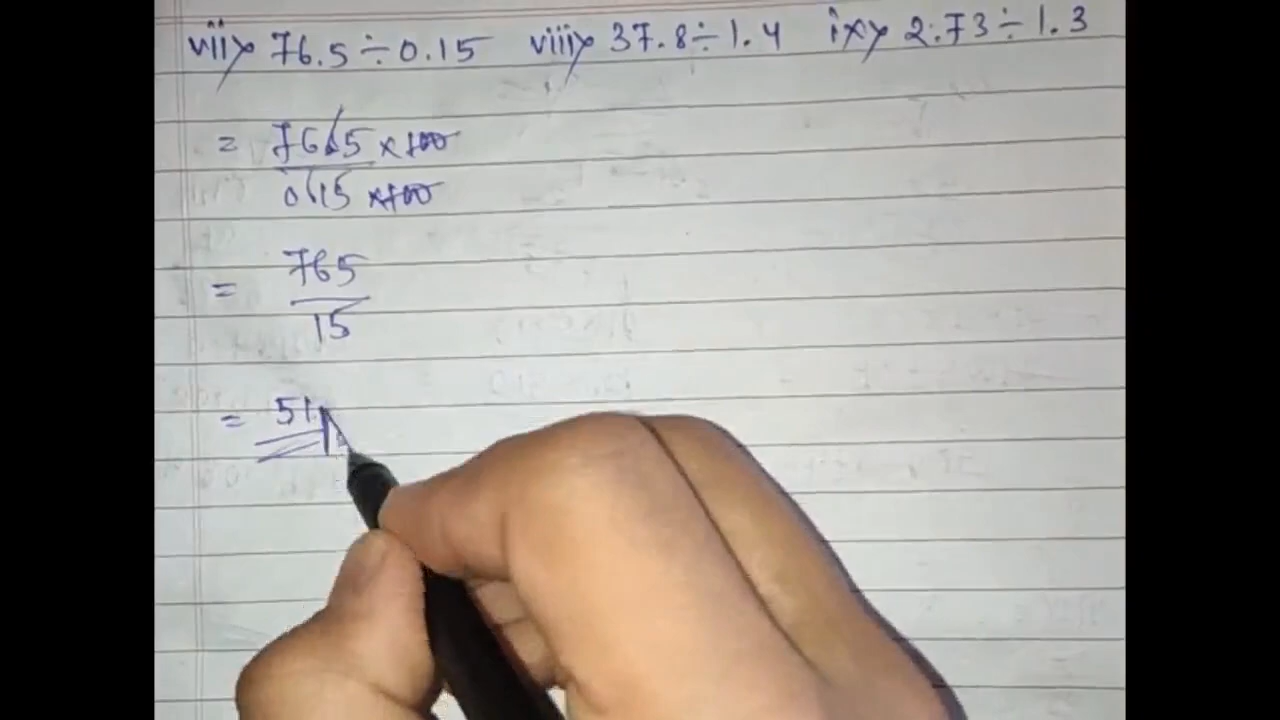 vii> 76.5 ÷ 0.15 viii> 37.8 ÷ 1.4 ix> 2.73 ÷ 1.3
= 76.5 × 100
0.15 × 100
= 765
15
= 51